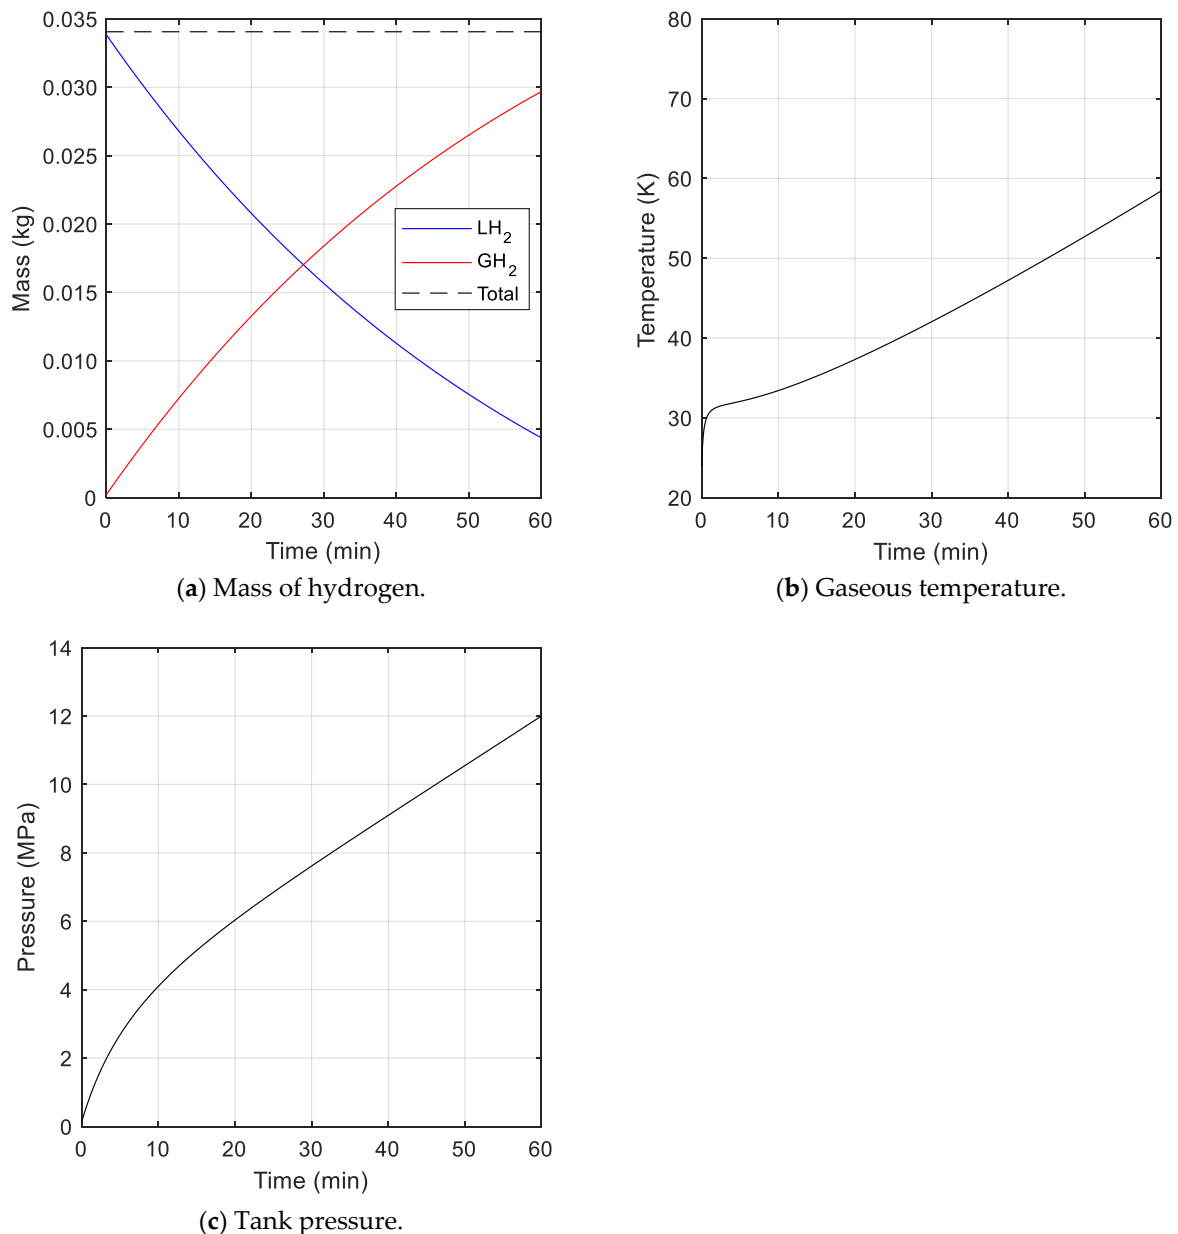 0.035
0.030
0.025
0.020
0.015
0.010
0.005
0
Mass (kg)
LH2
GH2
Total
0 10 20 30 40 50 60
Time (min)
(a) Mass of hydrogen.
80
70
60
50
40
30
20
Temperature (K)
0 10 20 30 40 50 60
Time (min)
(b) Gaseous temperature.
14
12
10
8
6
4
2
0
Pressure (MPa)
0 10 20 30 40 50 60
Time (min)
(c) Tank pressure.